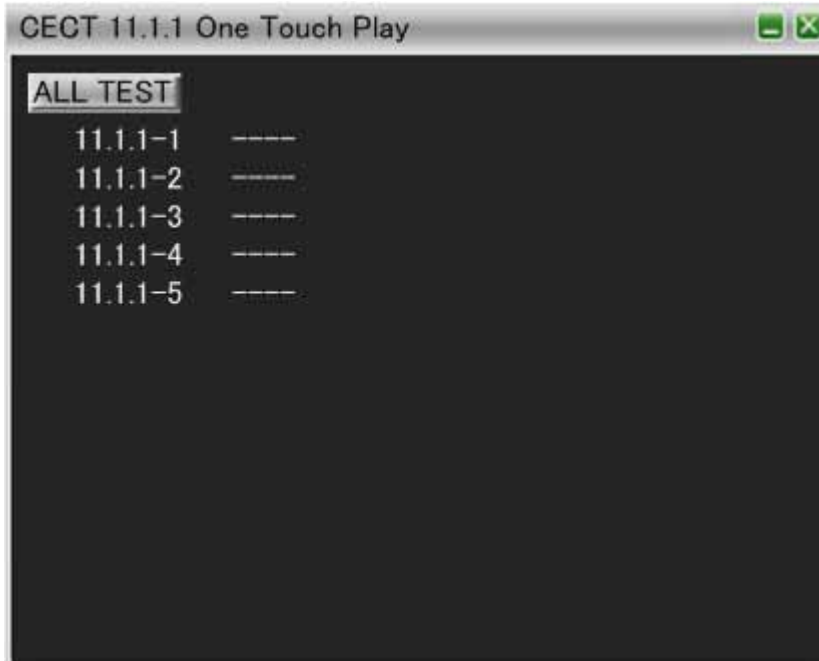 CECT 11.1.1 One Touch Play
ALL TEST
11.1.1-1 ----
11.1.1-2 ----
11.1.1-3 ----
11.1.1-4 ----
11.1.1-5 ----